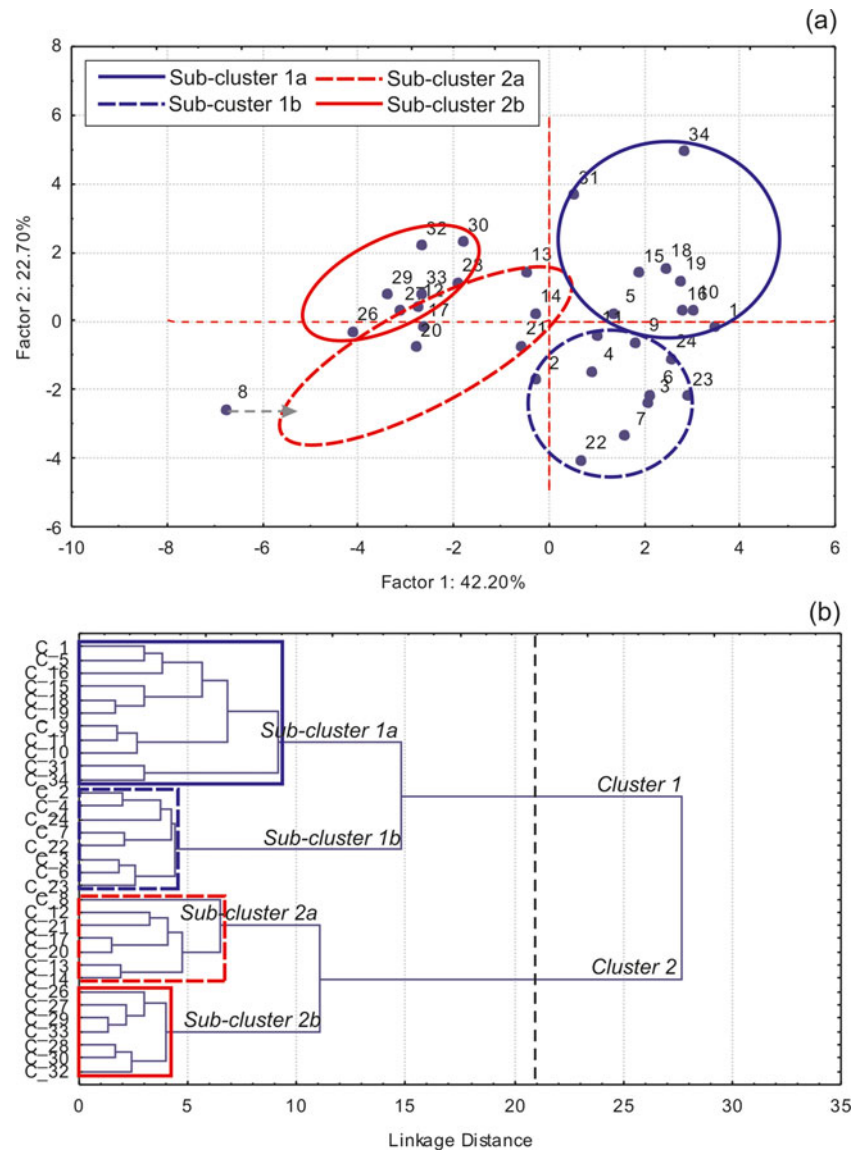 (a)
8
6
4
2
0
-2
-4
-6
Factor 2: 22.70%
Sub-cluster 1a
Sub-custer 1b
Sub-cluster 2a
Sub-cluster 2b
34
31
32
30
13
15
18
19
29
33
23
12
27
26
17
14
5
16
10
1
20
21
11
9
24
2
4
6
3
23
8
7
22
-10
-8
-6
-4
-2
0
2
4
6
Factor 1: 42.20%
(b)
C_1
C_5
C_16
C_15
C_18
C_19
C_9
C_11
C_10
C_31
C_34
C_2
C_4
C_24
C_7
C_22
C_3
C_6
C_23
C_8
C_12
C_21
C_17
C_20
C_13
C_14
C_26
C_27
C_29
C_33
C_28
C_30
C_32
Sub-cluster 1a
Cluster 1
Sub-cluster 1b
Sub-cluster 2a
Cluster 2
Sub-cluster 2b
0
5
10
15
20
25
30
35
Linkage Distance